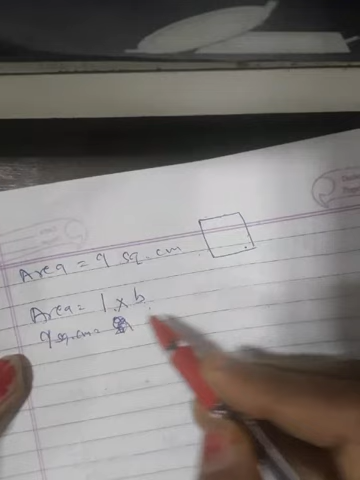 Area = 9 sq. cm
Area = l x b
9 sq. cm =